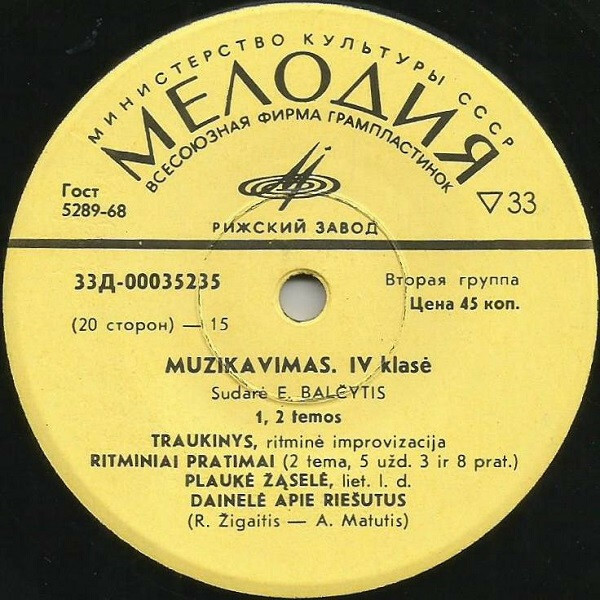 МИНИСТЕРСТВО КУЛЬТУРЫ СССР
МЕЛОДИЯ
ВСЕСОЮЗНАЯ ФИРМА ГРАМПЛАСТИНОК
Гост
5289-68
▽33
РИЖСКИЙ ЗАВОД
33Д-00035235
Вторая группа
Цена 45 коп.
(20 сторон) — 15
MUZIKAVIMAS. IV klasė
Sudarė E. BALČYTIS
1, 2 temos
TRAUKINYS, ritminė improvizacija
RITMINIAI PRATIMAI (2 tema, 5 užd. 3 ir 8 prat.)
PLAUKĖ ŽĄSELĖ, liet. l. d.
DAINELĖ APIE RIEŠUTUS
(R. Žigaitis — A. Matutis)